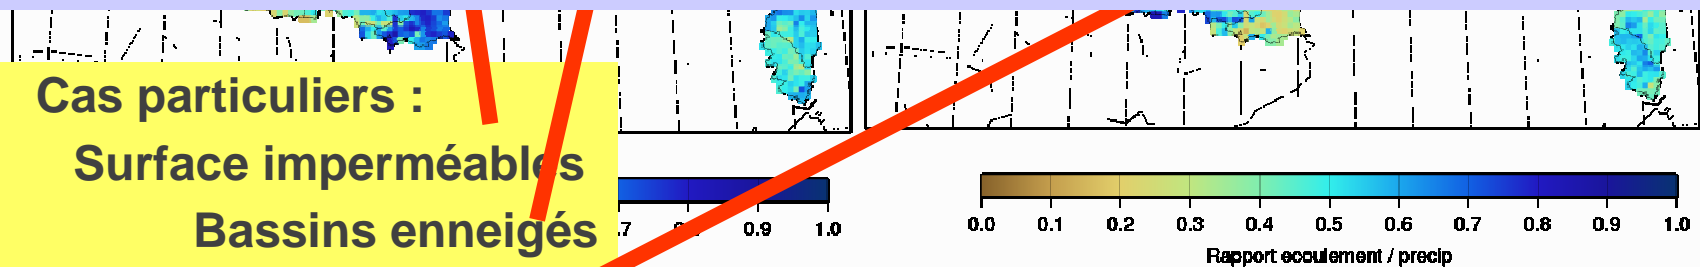 Cas particuliers :
Surface imperméables
Bassins enneigés
.7 0.9 1.0
0.0 0.1 0.2 0.3 0.4 0.5 0.6 0.7 0.8 0.9 1.0
Rapport ecoulement / precip